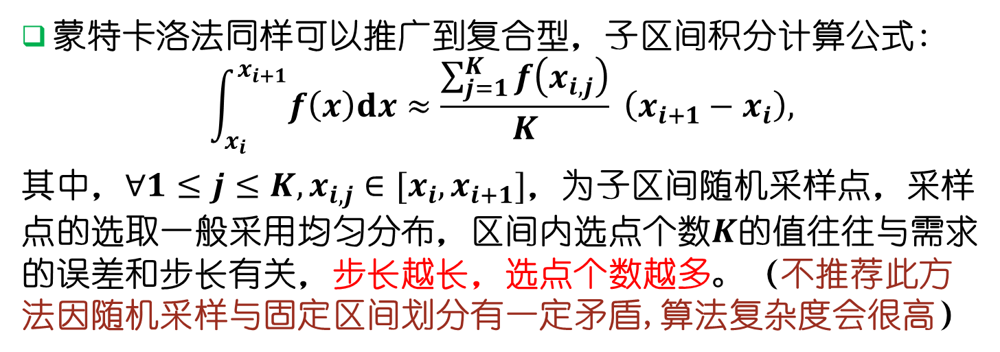 ❑ 蒙特卡洛法同样可以推广到复合型，子区间积分计算公式：
$\int_{x_i}^{x_{i+1}} f(x)\mathrm{d}x \approx \frac{\sum_{j=1}^{K} f(x_{i,j})}{K} (x_{i+1} - x_i),$
其中，∀1 ≤ j ≤ K, $x_{i,j}$ ∈ [$x_i$, $x_{i+1}$]，为子区间随机采样点，采样
点的选取一般采用均匀分布，区间内选点个数K的值往往与需求
的误差和步长有关，步长越长，选点个数越多。（不推荐此方
法因随机采样与固定区间划分有一定矛盾,算法复杂度会很高）